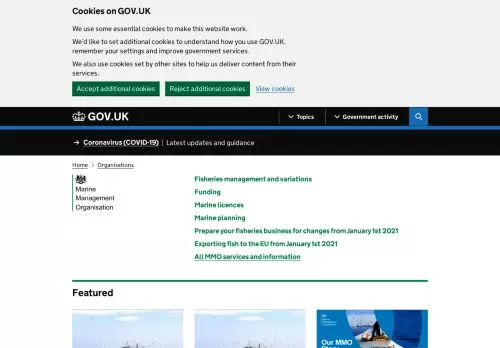 Cookies on GOV.UK
We use some essential cookies to make this website work.
We'd like to set additional cookies to understand how you use GOV.UK,
remember your settings and improve government services.
We also use cookies set by other sites to help us deliver content from their
services.
Accept additional cookies Reject additional cookies View cookies
GOV.UK Topics Government activity
→ Coronavirus (COVID-19) Latest updates and guidance
Home > Organisations
Marine
Management
Organisation
Fisheries management and variations
Funding
Marine licences
Marine planning
Prepare your fisheries business for changes from January 1st 2021
Exporting fish to the EU from January 1st 2021
All MMO services and information
Featured
Our MMO